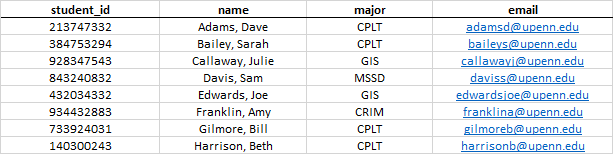 student_id name major email
213747332 Adams, Dave CPLT adamsd@upenn.edu
384753294 Bailey, Sarah CPLT baileys@upenn.edu
928347543 Callaway, Julie GIS callawayj@upenn.edu
843240832 Davis, Sam MSSD daviss@upenn.edu
432034332 Edwards, Joe GIS edwardsjoe@upenn.edu
934432883 Franklin, Amy CRIM franklina@upenn.edu
733924031 Gilmore, Bill CPLT gilmoreb@upenn.edu
140300243 Harrison, Beth CPLT harrisonb@upenn.edu